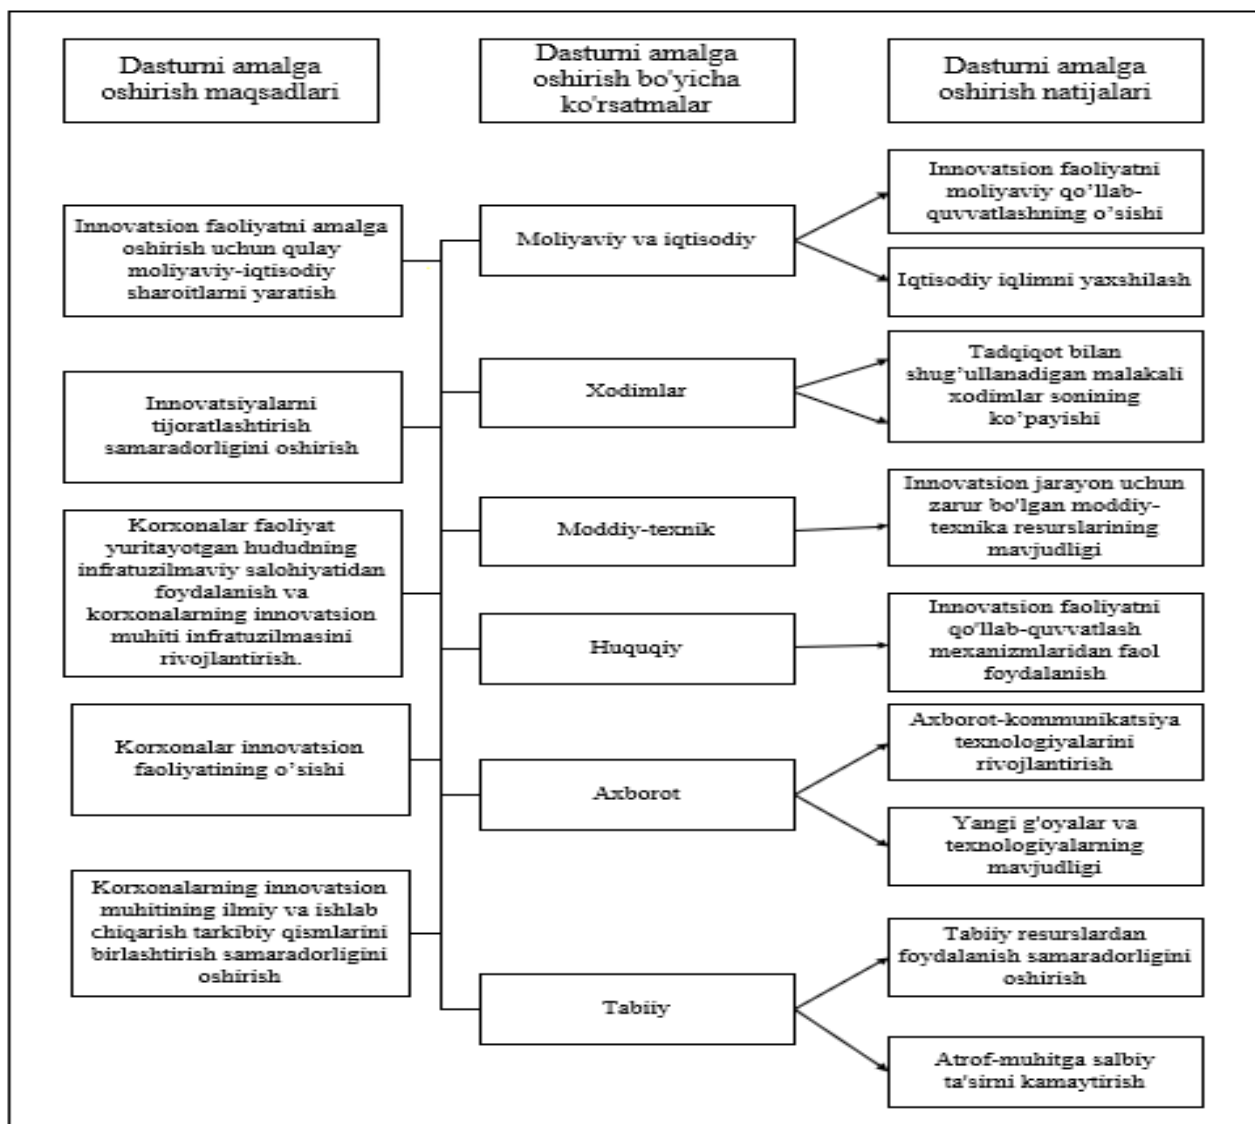 Dasturni amalga
oshirish maqsadlari
Dasturni amalga
oshirish bo'yicha
ko'rsatmalar
Dasturni amalga
oshirish natijalari
Innovatsion faoliyatni amalga
oshirish uchun qulay
moliyaviy-iqtisodiy
sharoitlarni yaratish
Innovatsiyalarni
tijoratlashtirish
samaradorligini oshirish
Korxonalar faoliyat
yuritayotgan hududning
infratuzilmaviy salohiyatidan
foydalanish va
korxonalarning innovatsion
muhiti infratuzilmasini
rivojlantirish.
Korxonalar innovatsion
faoliyatining o’sishi
Korxonalarning innovatsion
muhitining ilmiy va ishlab
chiqarish tarkibiy qismlarini
birlashtirish samaradorligini
oshirish
Moliyaviy va iqtisodiy
Xodimlar
Moddiy-texnik
Huquqiy
Axborot
Tabiiy
Innovatsion faoliyatni
moliyaviy qo’llab-
quvvatlashning o’sishi
Iqtisodiy iqlimni yaxshilash
Tadqiqot bilan
shug’ullanadigan malakali
xodimlar sonining
ko’payishi
Innovatsion jarayon uchun
zarur bo'lgan moddiy-
texnika resurslarining
mavjudligi
Innovatsion faoliyatni
qo'llab-quvvatlash
mexanizmlaridan faol
foydalanish
Axborot-kommunikatsiya
texnologiyalarini
rivojlantirish
Yangi g'oyalar va
texnologiyalarning
mavjudligi
Tabiiy resurslardan
foydalanish samaradorligini
oshirish
Atrof-muhitga salbiy
ta'sirni kamaytirish